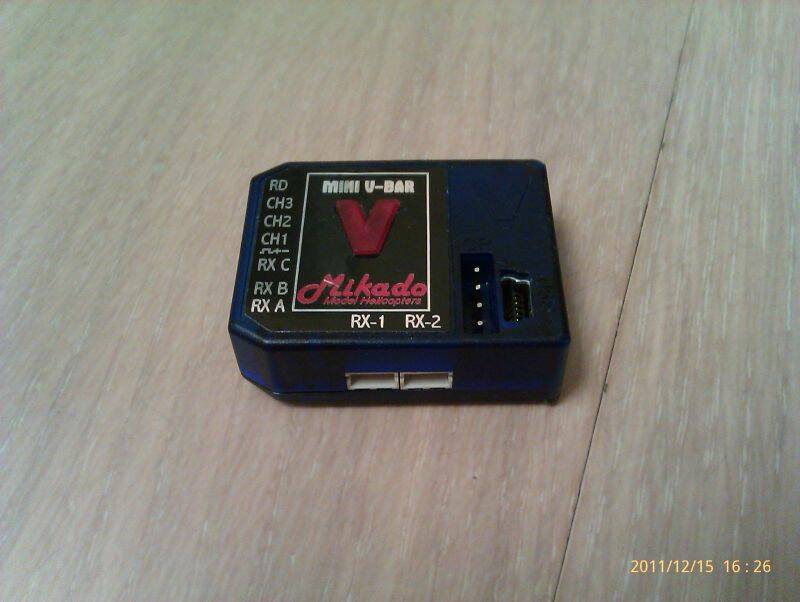 RD
CH3
CH2
CH1
RX C
RX B
RX A
MINI V-BAR
V
Mikado
Model Helicopters
RX-1 RX-2
2011/12/15 16:26